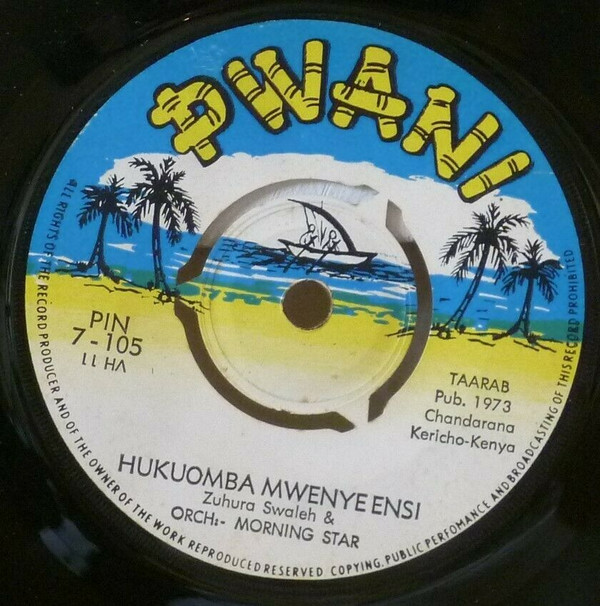 PWANI
PIN
7-105
LL HA
TAARAB
Pub. 1973
Chandarana
Kericho-Kenya
HUKUOMBA MWENYE ENSI
Zuhura Swaleh &
ORCH:- MORNING STAR
ALL RIGHTS OF THE RECORD PRODUCER AND OF THE OWNER OF THE WORK REPRODUCED RESERVED COPYING, PUBLIC PERFOMANCE AND BROADCASTING OF THIS RECORD PROHIBITED